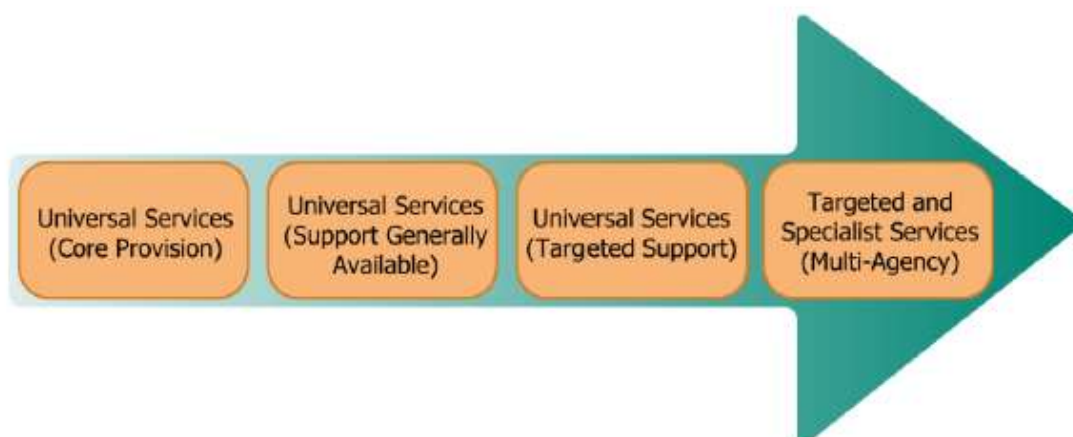 Universal Services
(Core Provision)
Universal Services
(Support Generally
Available)
Universal Services
(Targeted Support)
Targeted and
Specialist Services
(Multi-Agency)